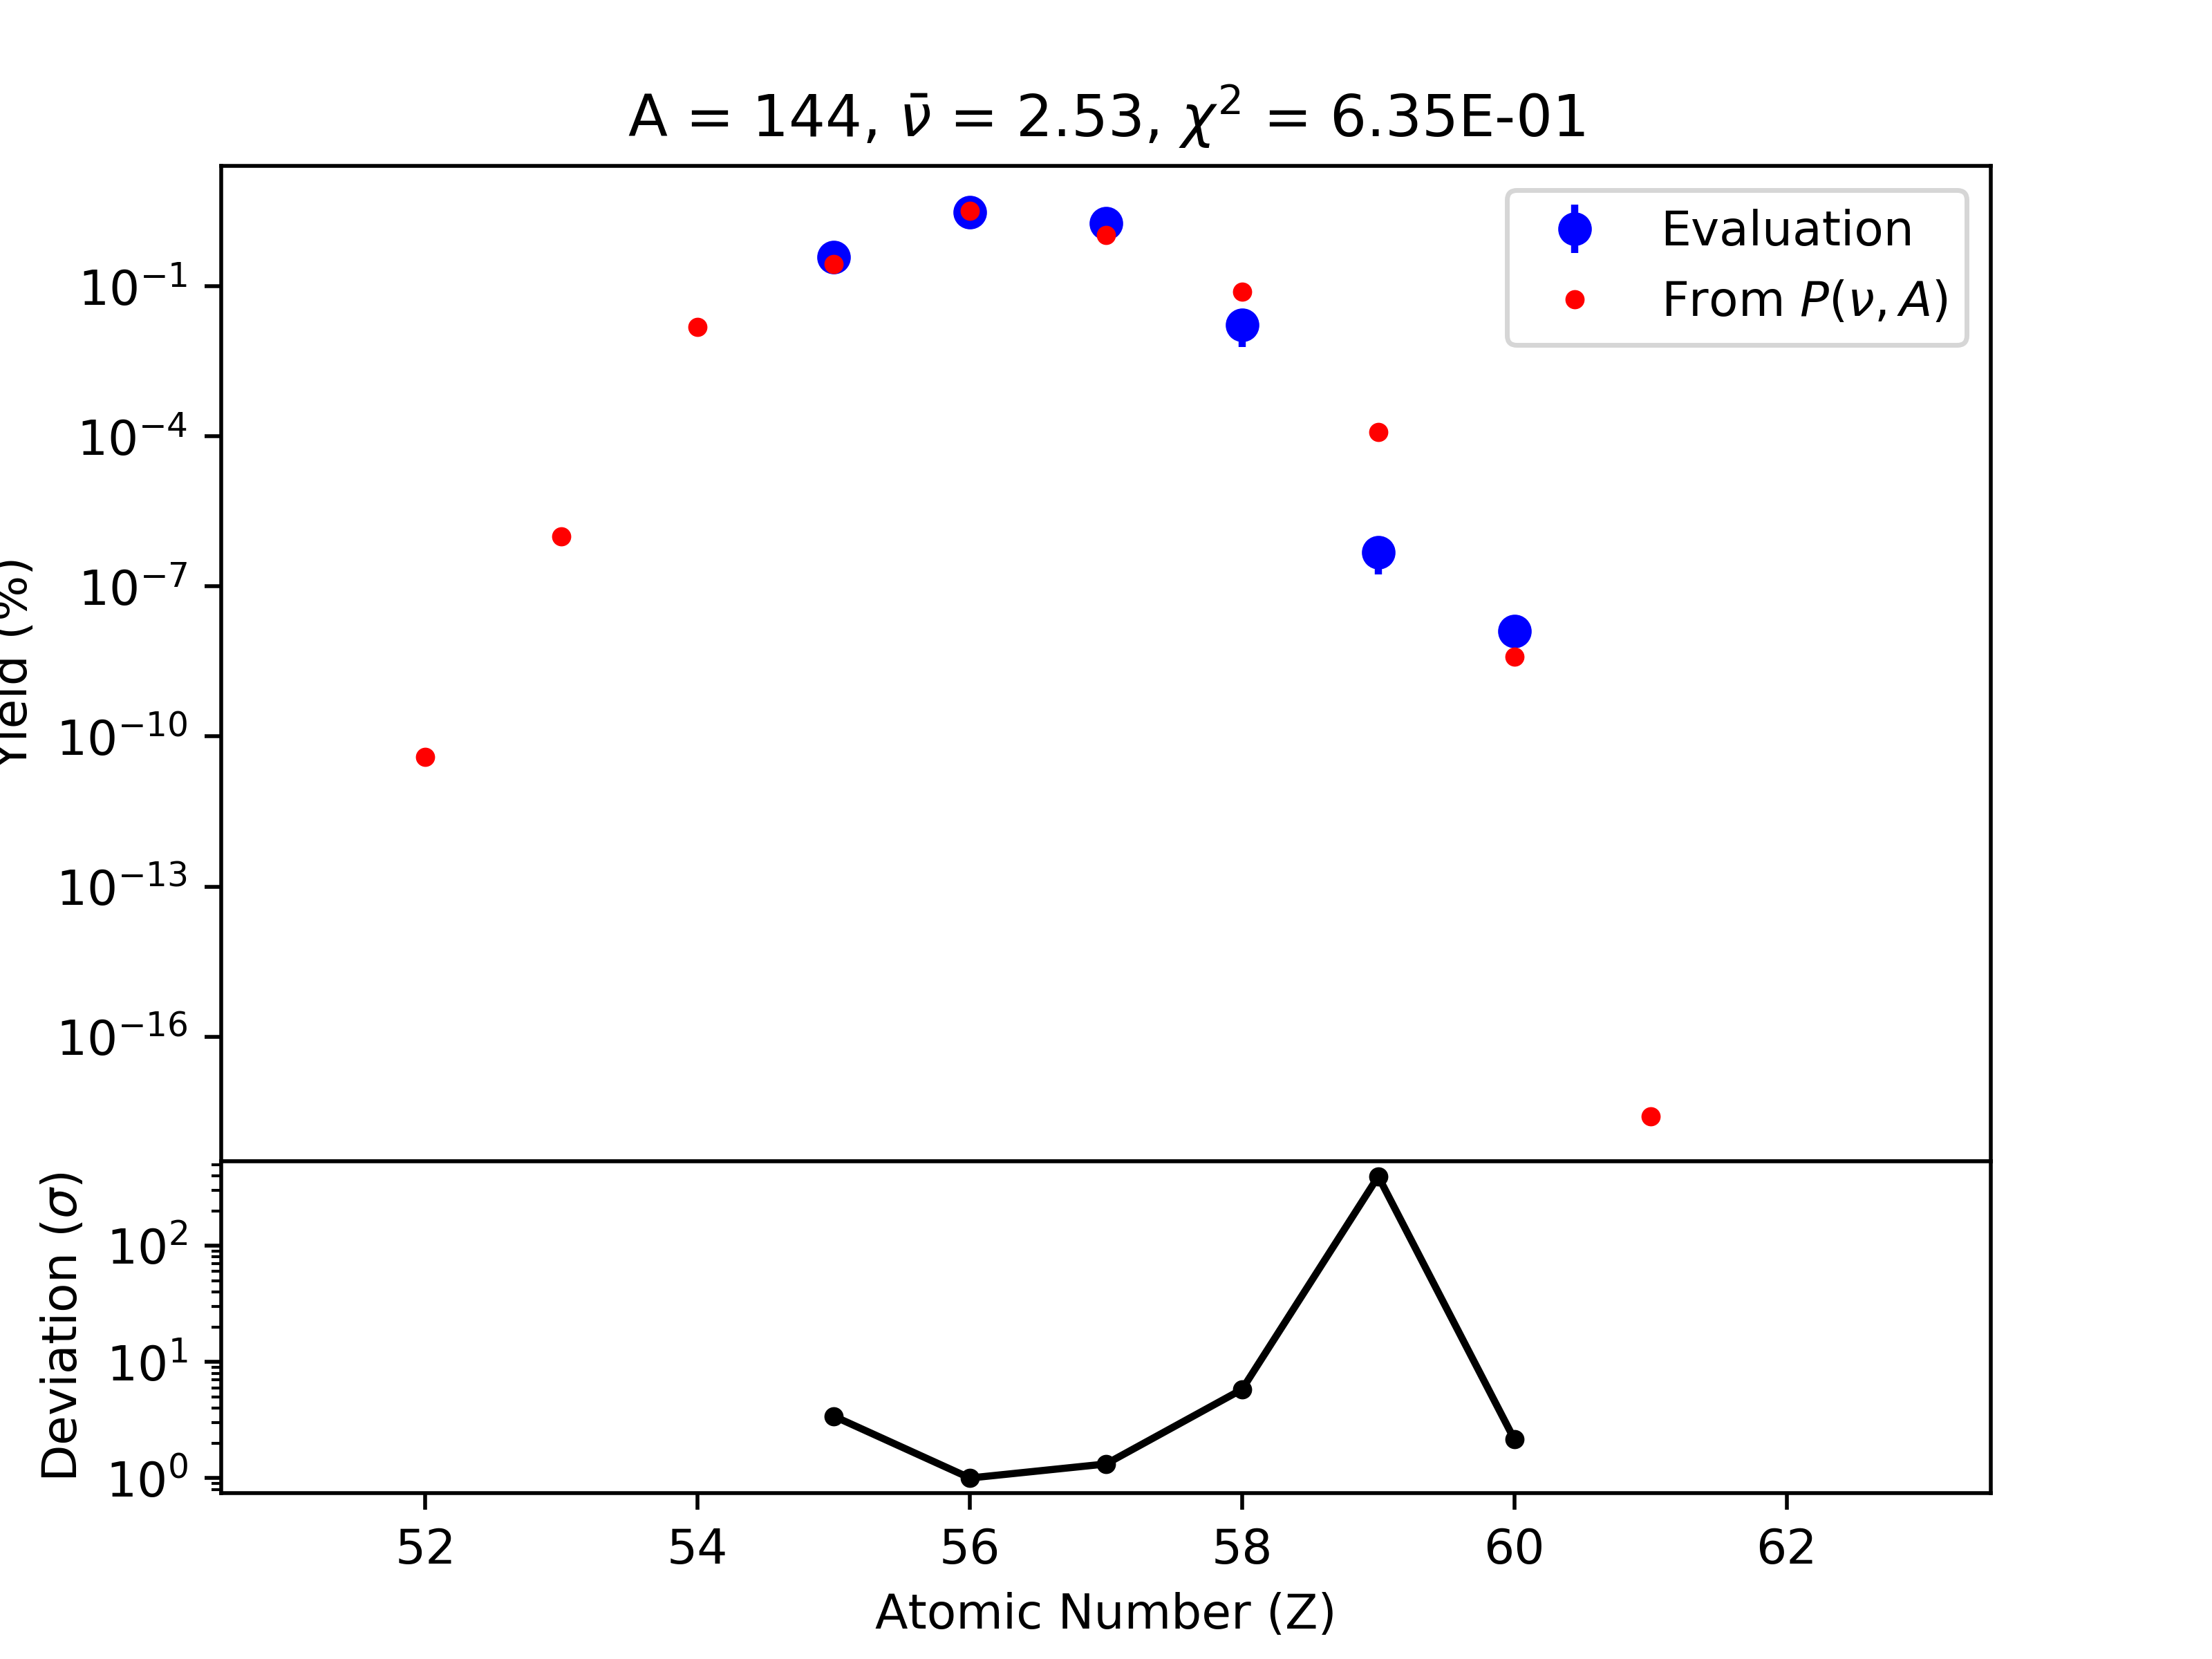 A = 144, ν̄ = 2.53, χ² = 6.35E-01
Evaluation
From P(ν, A)
Yield (%)
10⁻¹
10⁻⁴
10⁻⁷
10⁻¹⁰
10⁻¹³
10⁻¹⁶
Deviation (σ)
10²
10¹
10⁰
52 54 56 58 60 62
Atomic Number (Z)